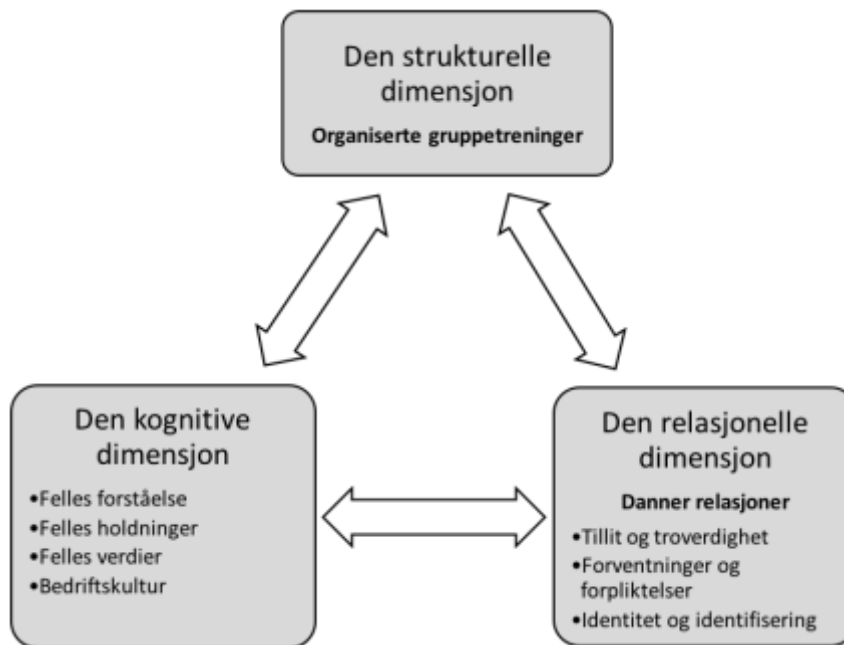 Den strukturelle
dimensjon
Organiserte gruppetreninger
Den kognitive
dimensjon
•Felles forståelse
•Felles holdninger
•Felles verdier
•Bedriftskultur
Den relasjonelle
dimensjon
Danner relasjoner
•Tillit og troverdighet
•Forventninger og
forpliktelser
•Identitet og identifisering